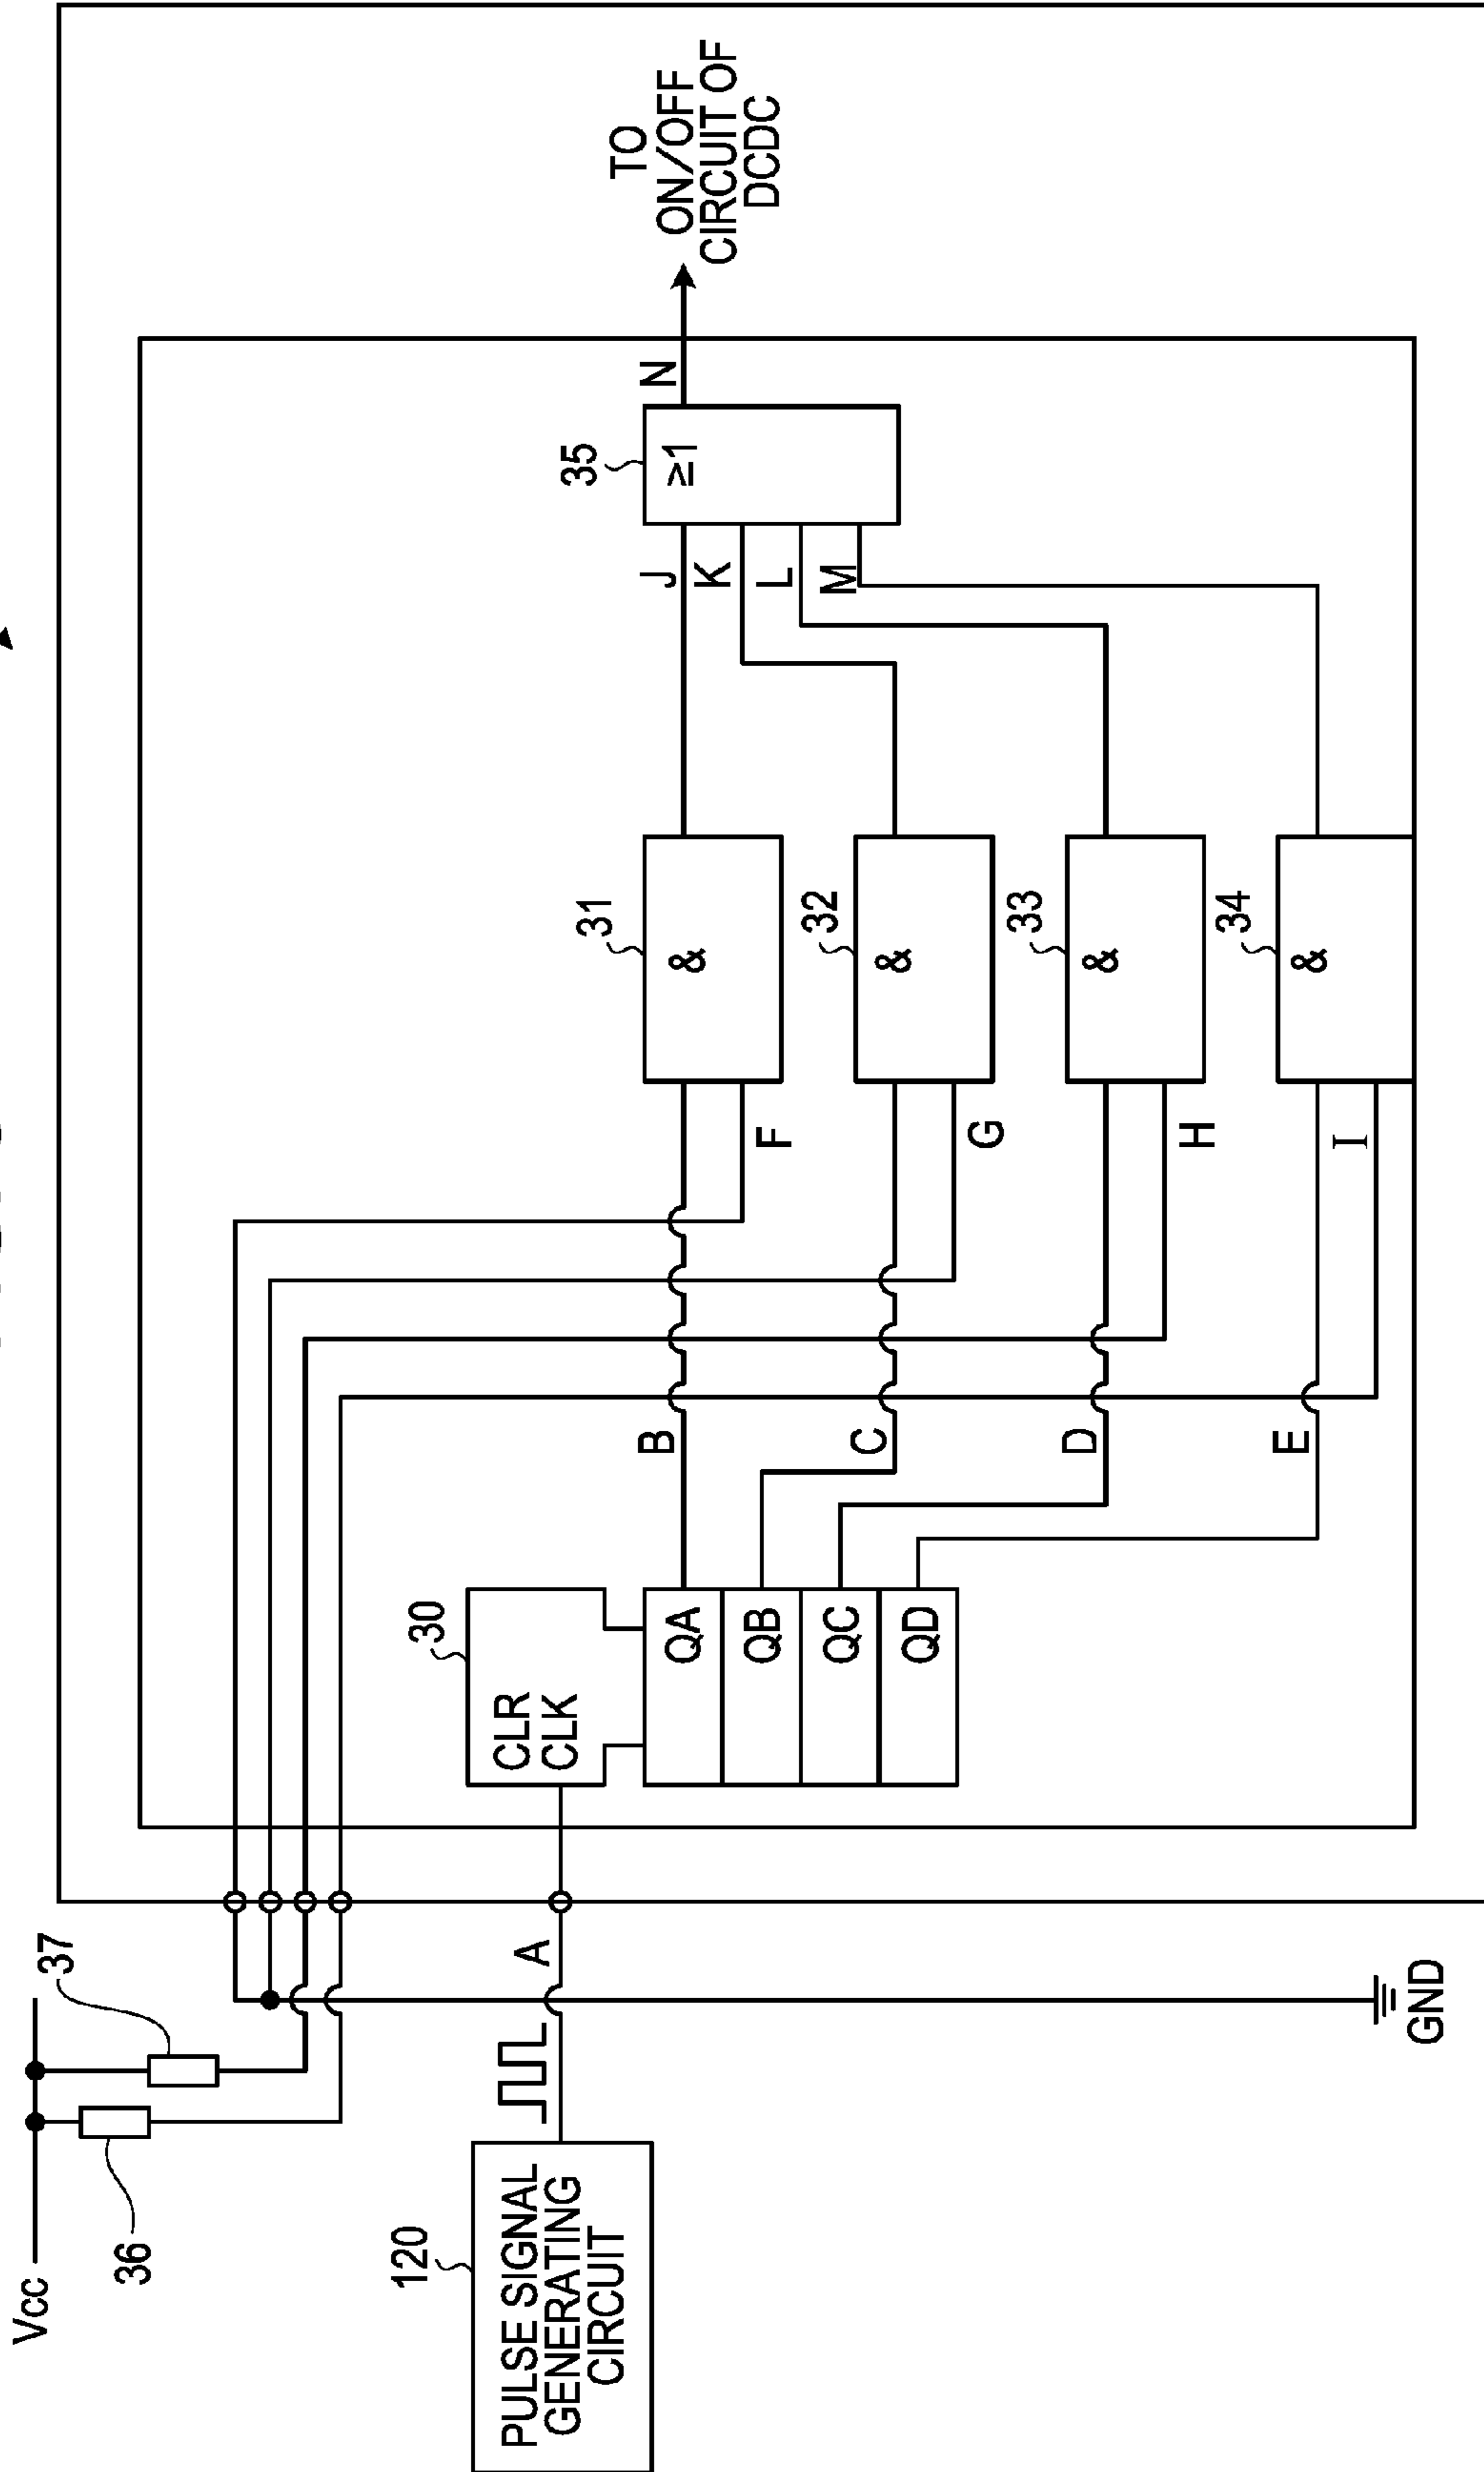 Vcc
36
37
120
PULSE SIGNAL
GENERATING
CIRCUIT
A
GND
30
CLR
CLK
QA
QB
QC
QD
B
C
D
E
F
G
H
I
31
&
32
&
33
&
34
&
J
K
L
M
35
≥1
N
TO
ON/OFF
CIRCUIT OF
DCDC